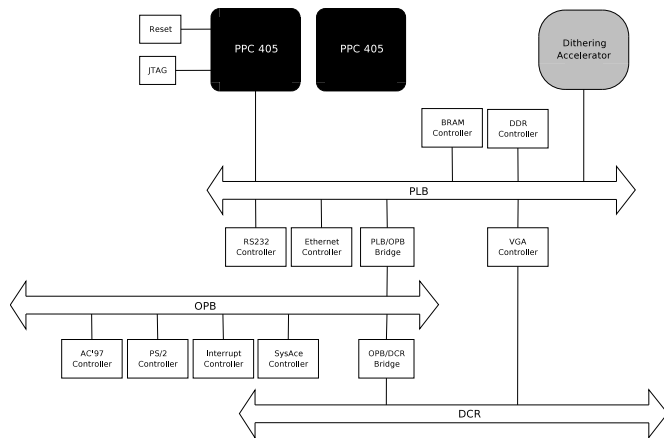 Reset
JTAG
PPC 405
PPC 405
Dithering
Accelerator
BRAM
Controller
DDR
Controller
PLB
RS232
Controller
Ethernet
Controller
PLB/OPB
Bridge
VGA
Controller
OPB
AC'97
Controller
PS/2
Controller
Interrupt
Controller
SysAce
Controller
OPB/DCR
Bridge
DCR